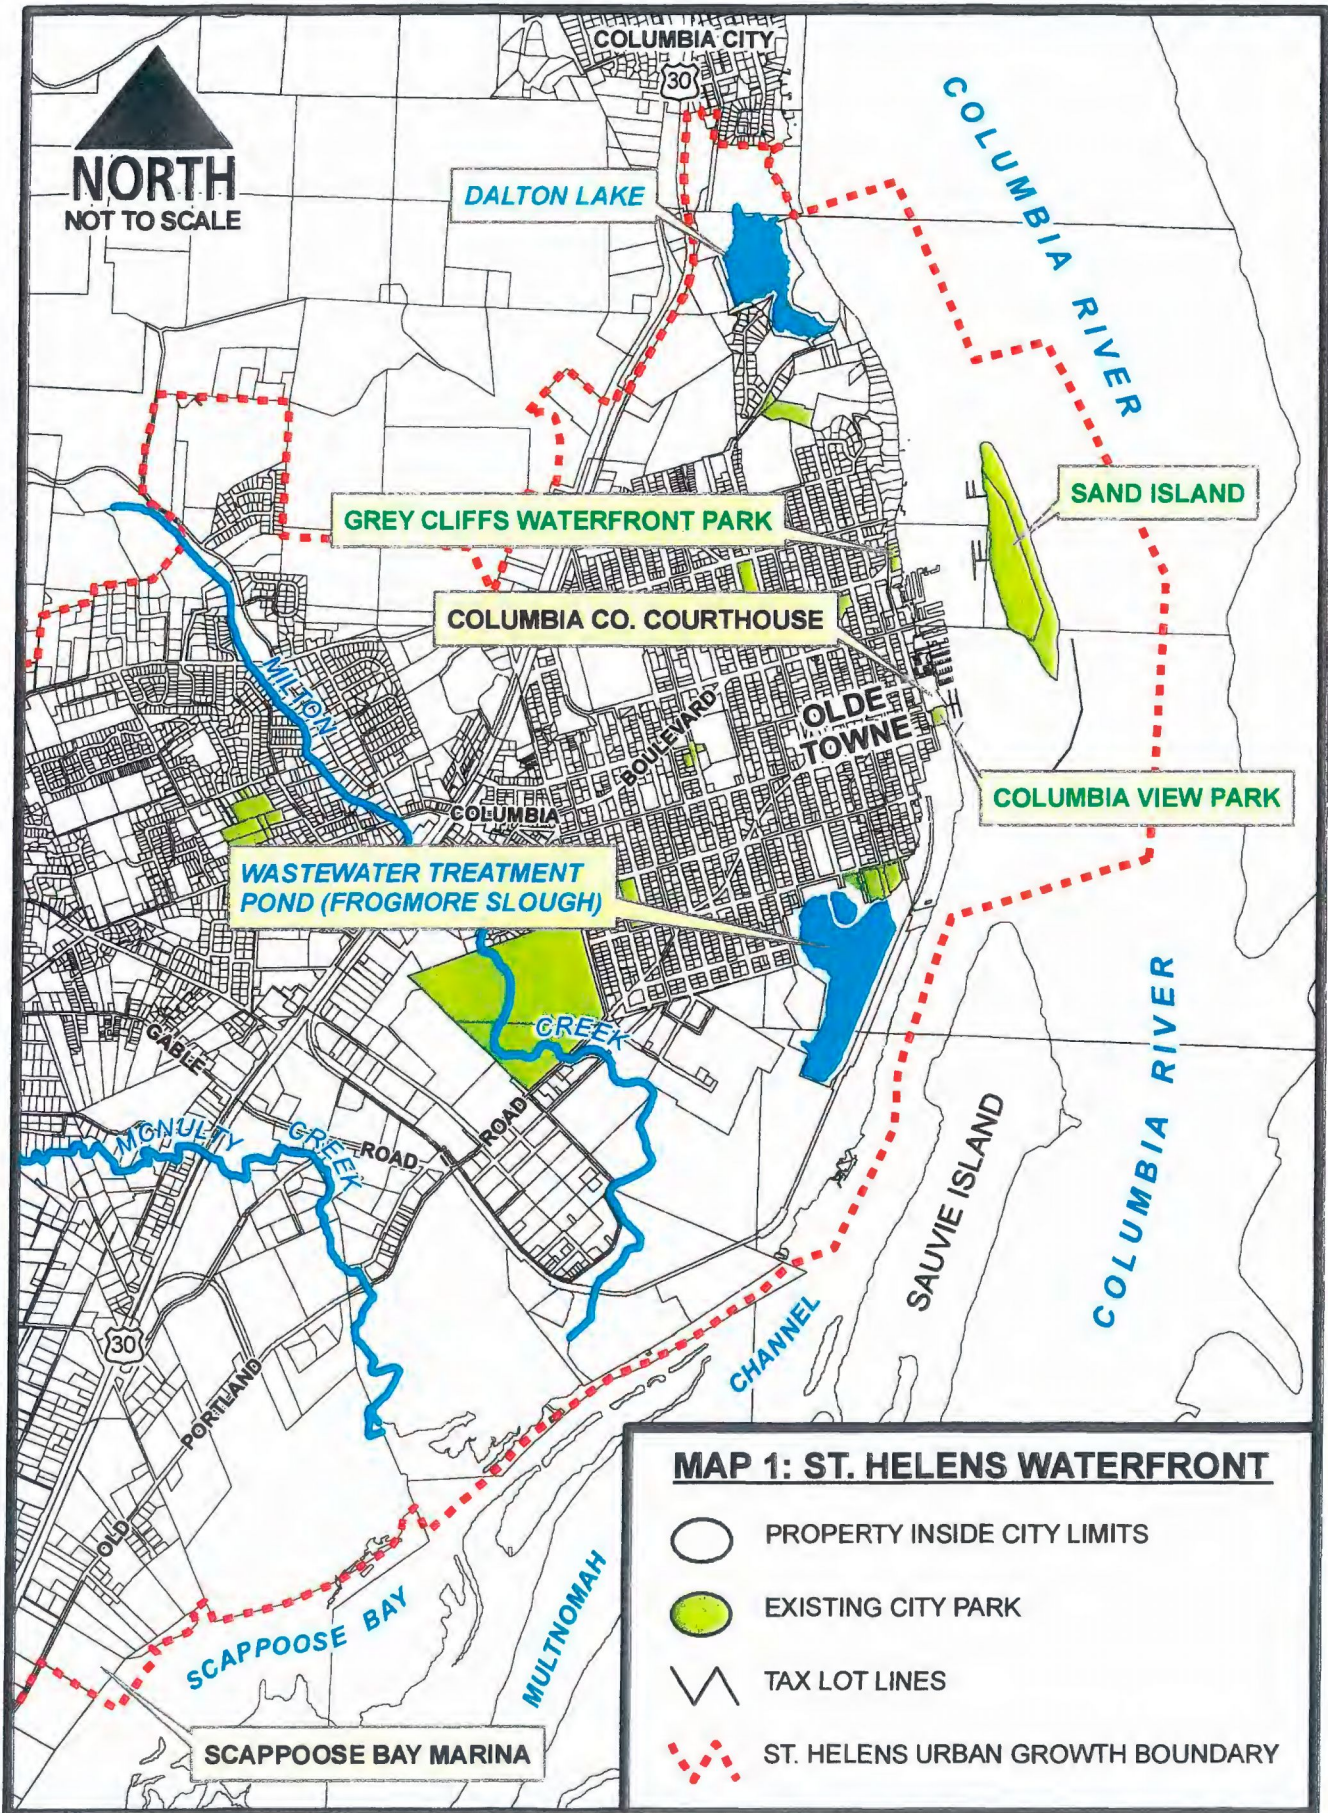 COLUMBIA CITY
30
NORTH
NOT TO SCALE
DALTON LAKE
COLUMBIA RIVER
SAND ISLAND
GREY CLIFFS WATERFRONT PARK
COLUMBIA CO. COURTHOUSE
MILTON
BOULEVARD
OLDE
TOWNE
COLUMBIA
COLUMBIA VIEW PARK
WASTEWATER TREATMENT
POND (FROGMORE SLOUGH)
COLUMBIA RIVER
GABLE
CREEK
MCNULTY
CREEK
ROAD
ROAD
SAUVIE ISLAND
30
PORTLAND
CHANNEL
OLD
SCAPPOOSE BAY
MULTNOMAH
SCAPPOOSE BAY MARINA
MAP 1: ST. HELENS WATERFRONT
PROPERTY INSIDE CITY LIMITS
EXISTING CITY PARK
TAX LOT LINES
ST. HELENS URBAN GROWTH BOUNDARY